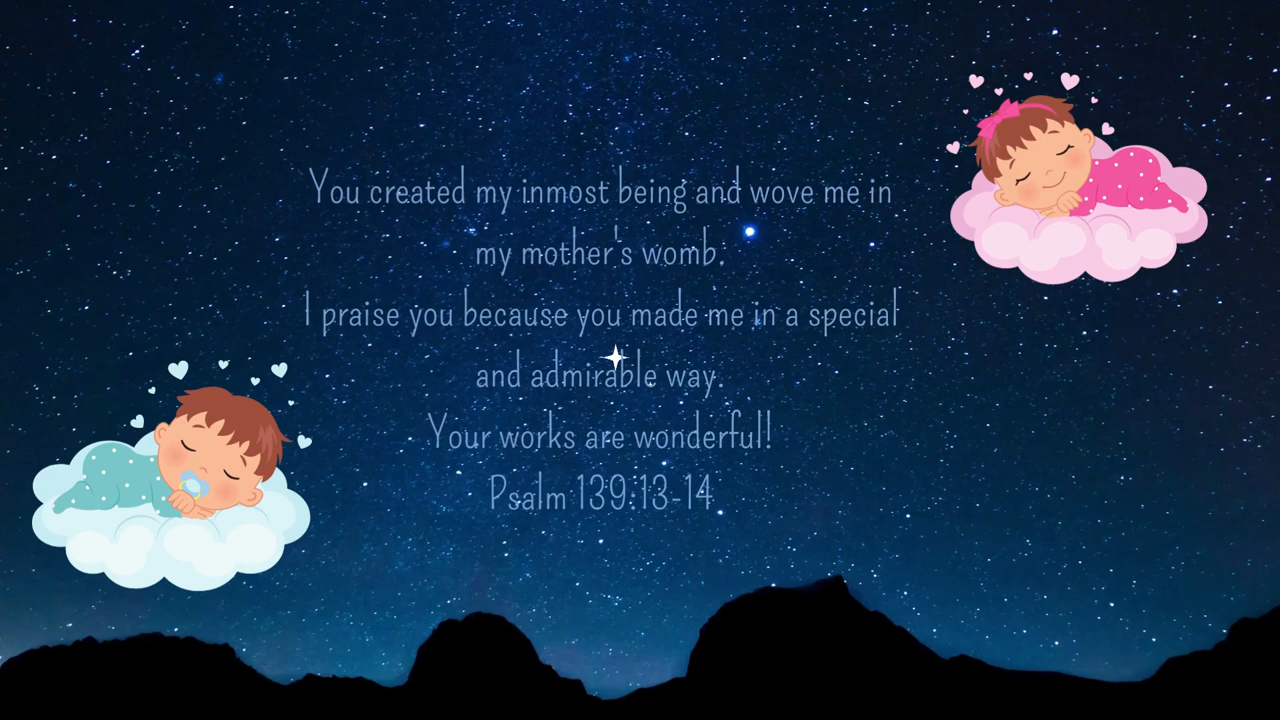 You created my inmost being and wove me in
my mother's womb.
I praise you because you made me in a special
and admirable way.
Your works are wonderful!
Psalm 139:13-14